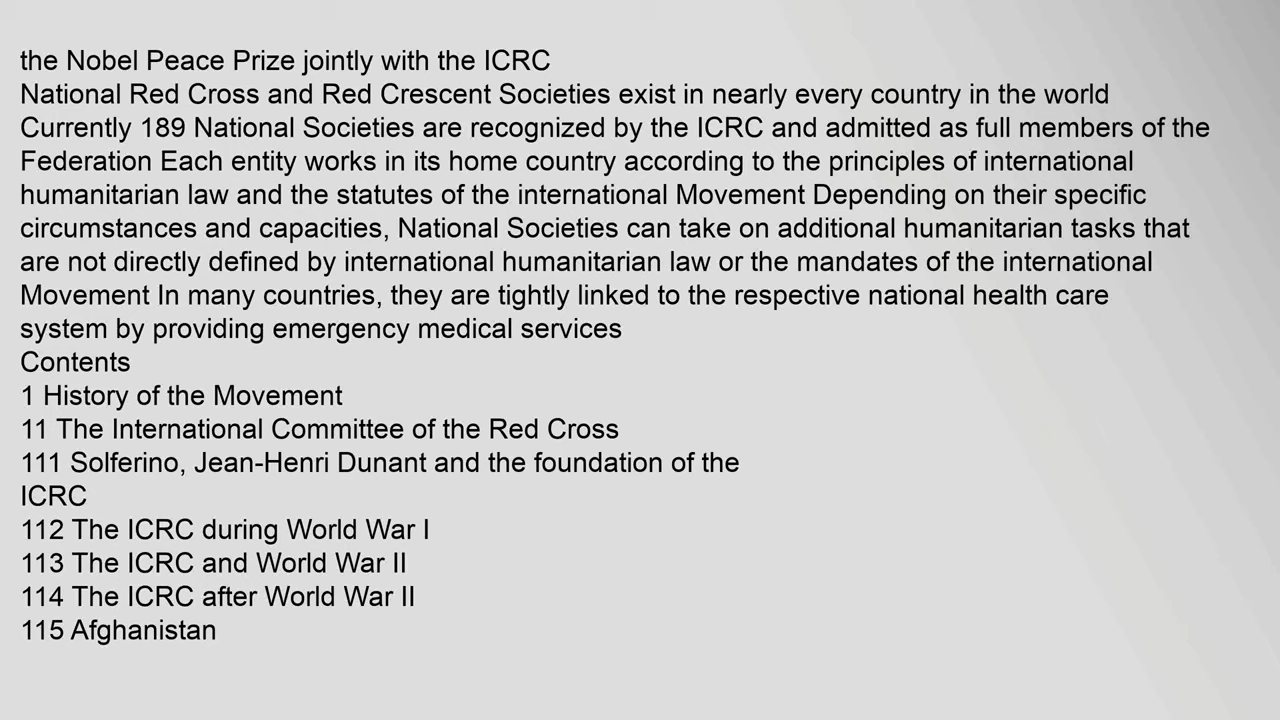 the Nobel Peace Prize jointly with the ICRC
National Red Cross and Red Crescent Societies exist in nearly every country in the world
Currently 189 National Societies are recognized by the ICRC and admitted as full members of the
Federation Each entity works in its home country according to the principles of international
humanitarian law and the statutes of the international Movement Depending on their specific
circumstances and capacities, National Societies can take on additional humanitarian tasks that
are not directly defined by international humanitarian law or the mandates of the international
Movement In many countries, they are tightly linked to the respective national health care
system by providing emergency medical services
Contents
1 History of the Movement
11 The International Committee of the Red Cross
111 Solferino, Jean-Henri Dunant and the foundation of the
ICRC
112 The ICRC during World War I
113 The ICRC and World War II
114 The ICRC after World War II
115 Afghanistan